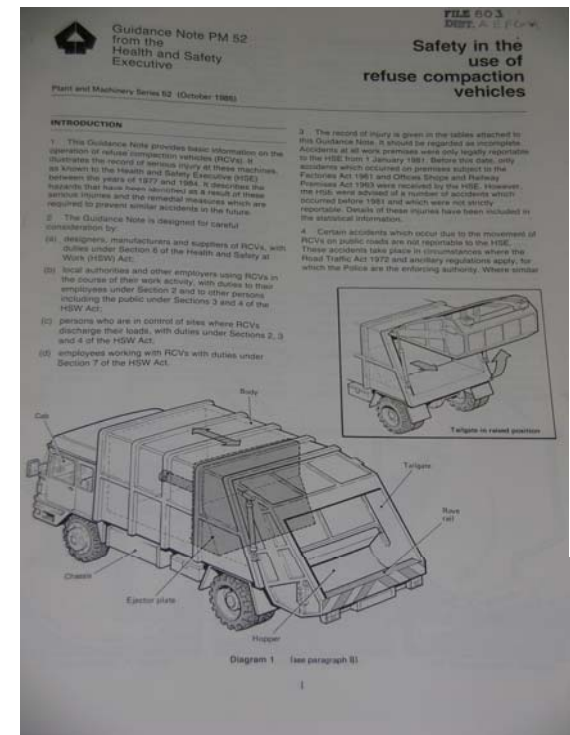 FILE 603
DIST.
Guidance Note PM 52
from the
Health and Safety
Executive
Safety in the
use of
refuse compaction
vehicles
Plant and Machinery Series 52 (October 1986)
INTRODUCTION
1 This Guidance Note provides basic information on the
operation of refuse compaction vehicles (RCVs). It
illustrates the record of serious injury at these machines,
as known to the Health and Safety Executive (HSE)
between the years of 1977 and 1984. It describes the
hazards that have been identified as a result of these
serious injuries and the remedial measures which are
required to prevent similar accidents in the future.
2 The Guidance Note is designed for careful
consideration by:
(a) designers, manufacturers and suppliers of RCVs, with
duties under Section 6 of the Health and Safety at
Work (HSW) Act;
(b) local authorities and other employers using RCVs in
the course of their work activity, with duties to their
employees under Section 2 and to other persons
including the public under Sections 3 and 4 of the
HSW Act;
(c) persons who are in control of sites where RCVs
discharge their loads, with duties under Sections 2, 3
and 4 of the HSW Act.
(d) employees working with RCVs with duties under
Section 7 of the HSW Act.
3 The record of injury is given in the tables attached to
this Guidance Note. It should be regarded as incomplete.
Accidents at all work premises were only legally reportable
to the HSE from 1 January 1981. Before this date, only
accidents which occurred on premises subject to the
Factories Act 1961 and Offices Shops and Railway
Premises Act 1963 were received by the HSE. However,
the HSE were advised of a number of accidents which
occurred before 1981 and which were not strictly
reportable. Details of these injuries have been included in
the statistical information.
4 Certain accidents which occur due to the movement of
RCVs on public roads are not reportable to the HSE.
These accidents take place in circumstances where the
Road Traffic Act 1972 and ancillary regulations apply, for
which the Police are the enforcing authority. Where similar
Tailgate in raised position
Body
Cab
Tailgate
Rave
rail
Chassis
Ejector plate
Hopper
Diagram 1 (see paragraph 8)
1